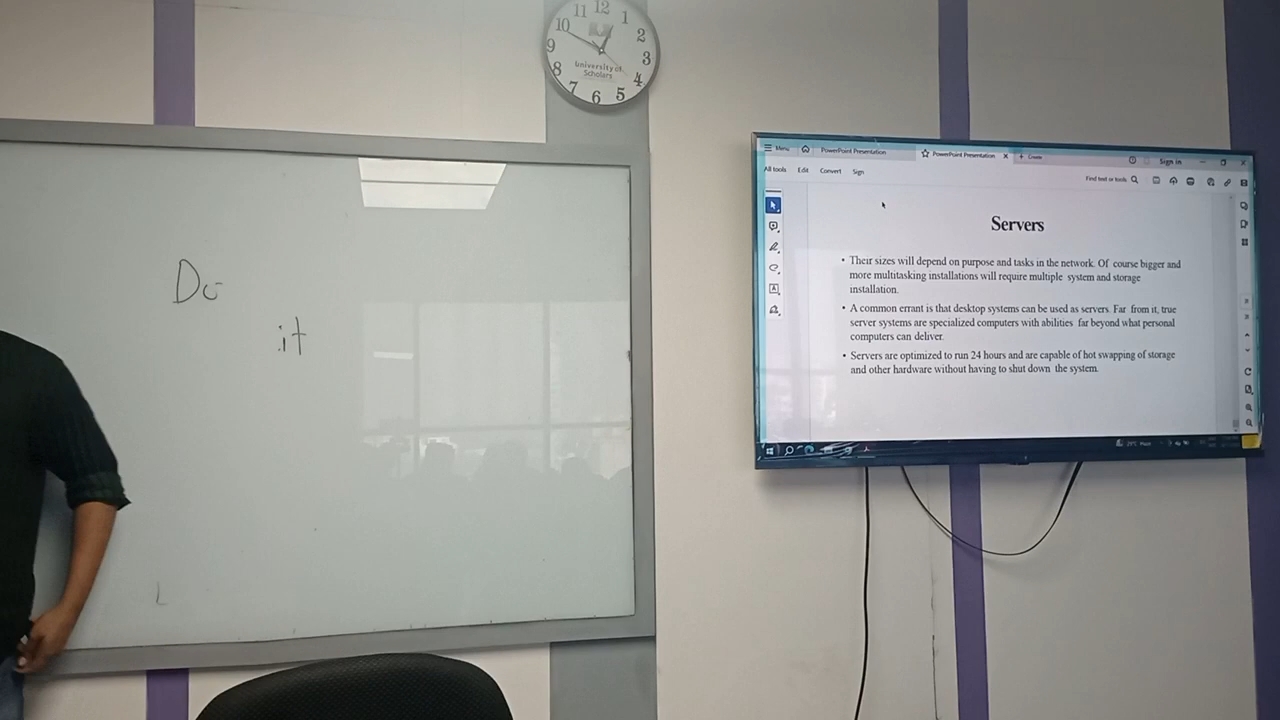 11 12 1
10 2
9 3
8 4
7 6 5
University of
Scholars
Do
it
L
Menu PowerPoint Presentation PowerPoint Presentation Create Sign in
All tools Edit Convert Sign Find text or tools
Servers
• Their sizes will depend on purpose and tasks in the network. Of course bigger and
more multitasking installations will require multiple system and storage
installation.
• A common errant is that desktop systems can be used as servers. Far from it, true
server systems are specialized computers with abilities far beyond what personal
computers can deliver.
• Servers are optimized to run 24 hours and are capable of hot swapping of storage
and other hardware without having to shut down the system.